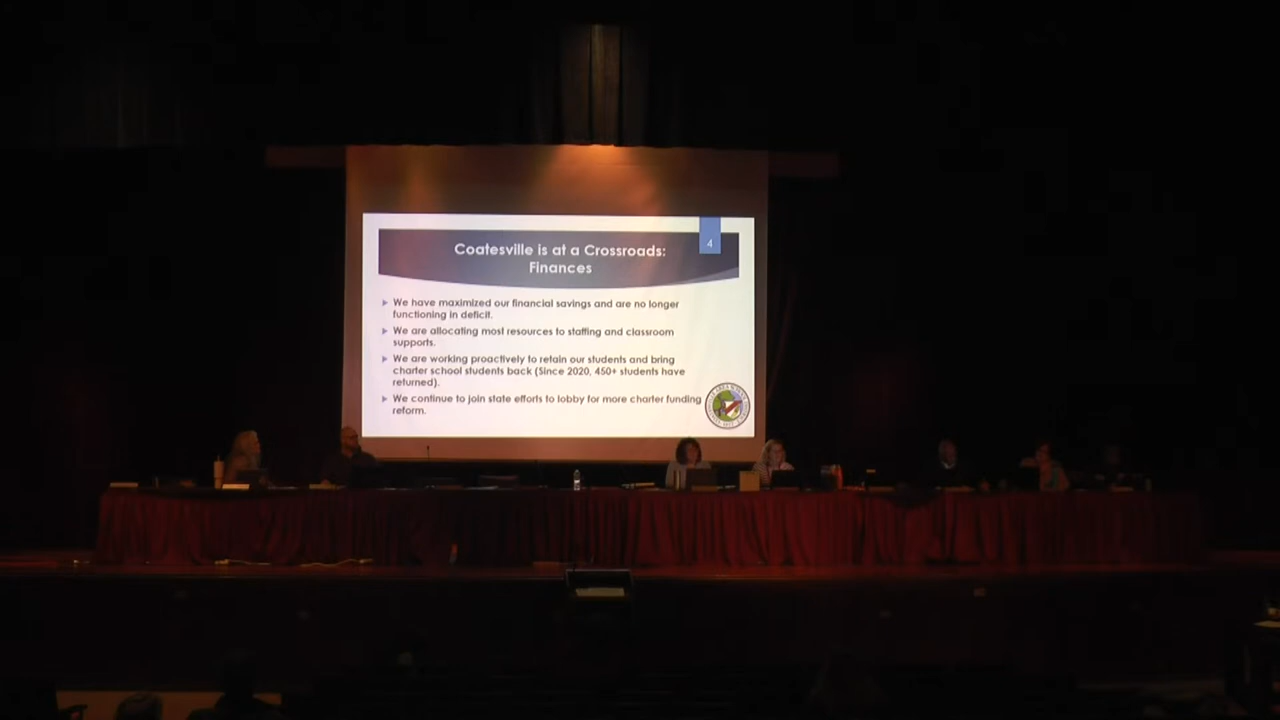 4
Coatesville is at a Crossroads:
Finances
We have maximized our financial savings and are no longer
functioning in deficit.
We are allocating most resources to staffing and classroom
supports.
We are working proactively to retain our students and bring
charter school students back (Since 2020, 450+ students have
returned).
We continue to join state efforts to lobby for more charter funding
reform.